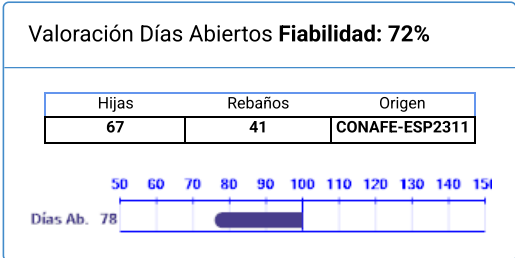 Valoración Días Abiertos Fiabilidad: 72%
Hijas Rebaños Origen
67 41 CONAFE-ESP2311
50 60 70 80 90 100 110 120 130 140 15
Días Ab. 78